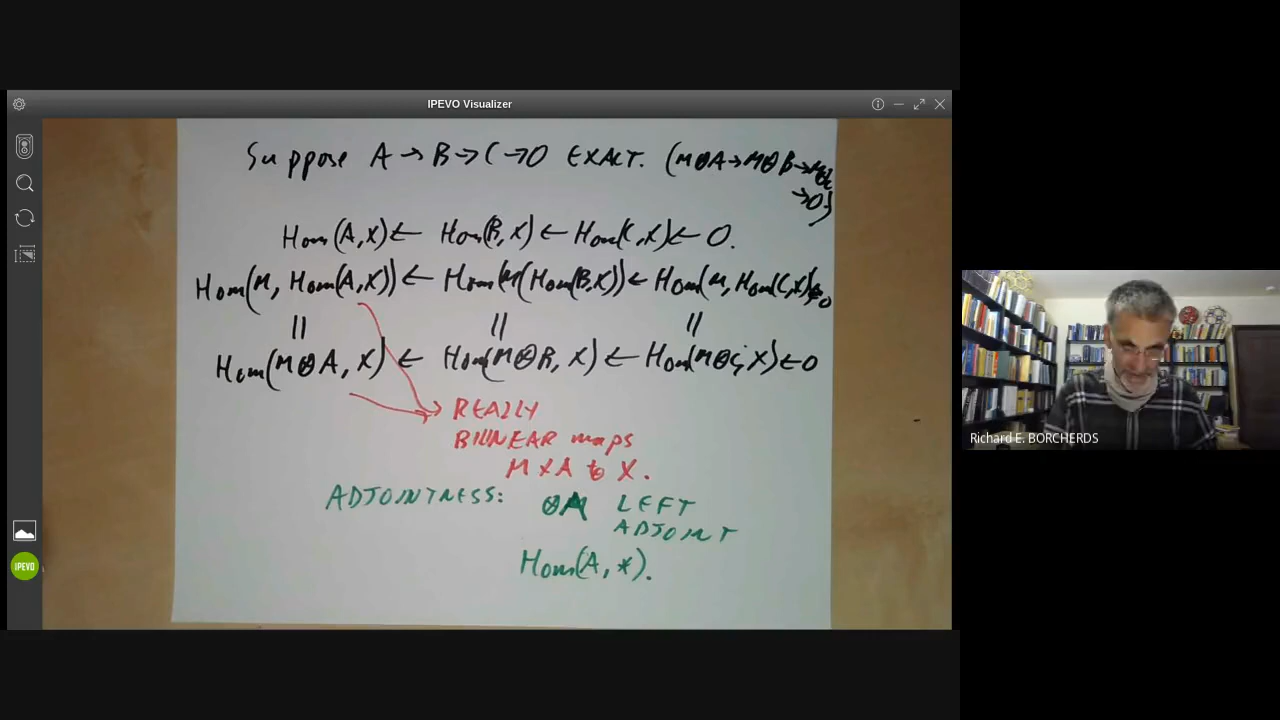 IPEVO Visualizer
Suppose A → B → C → 0 EXACT. (M⊗A → M⊗B → M⊗C
→ 0)
Hom(A,X) ← Hom(B,X) ← Hom(C,X) ← 0.
Hom(M, Hom(A,X)) ← Hom(M(Hom(B,X)) ← Hom(M, Hom(C,X)) ← 0
|| || ||
Hom(M⊗A, X) ← Hom(M⊗B, X) ← Hom(M⊗C, X) ← 0
→ REALLY
BILINEAR maps
M × A to X.
ADJOINTNESS: ⊗A LEFT
ADJOINT
Hom(A, *).
IPEVO
Richard E. BORCHERDS